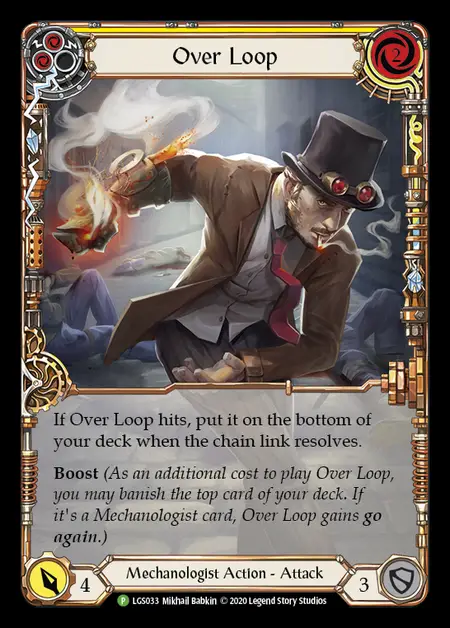 Over Loop
2
If Over Loop hits, put it on the bottom of
your deck when the chain link resolves.
Boost (As an additional cost to play Over Loop,
you may banish the top card of your deck. If
it's a Mechanologist card, Over Loop gains go
again.)
4
Mechanologist Action - Attack
3
P LGS033 Mikhail Babkin © 2020 Legend Story Studios